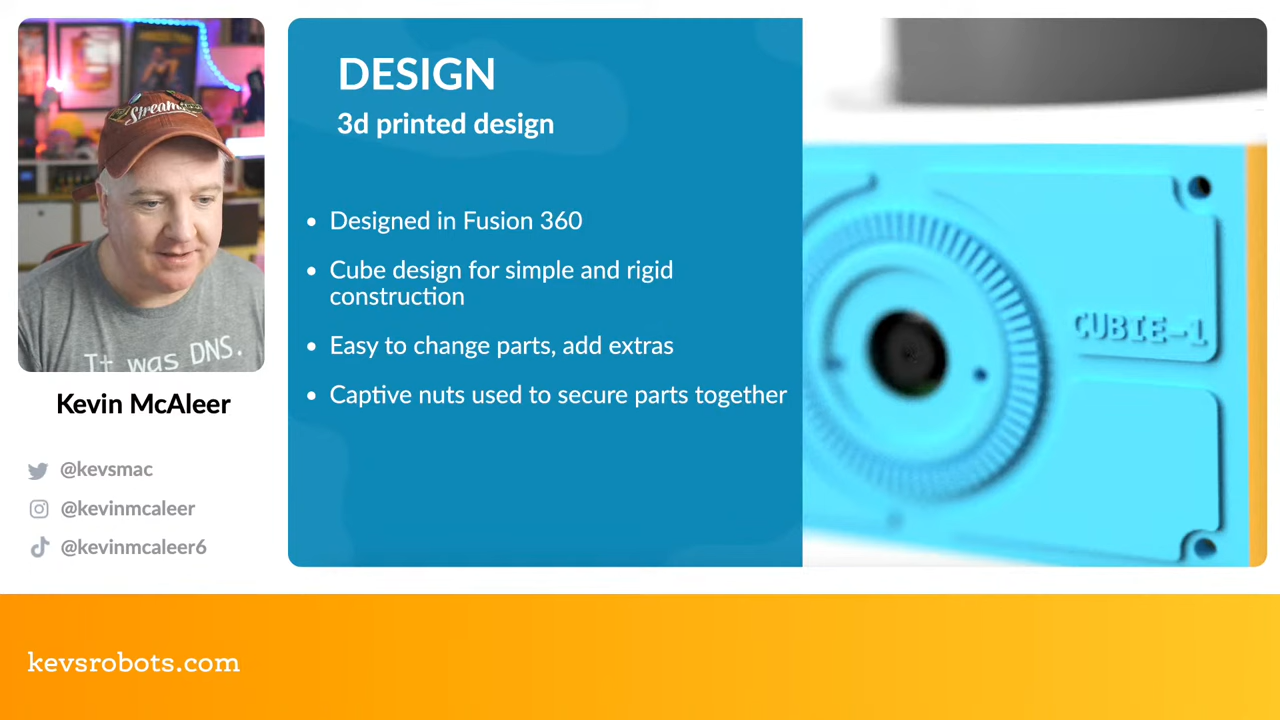 Stream
It was DNS.
Kevin McAleer
@kevsmac
@kevinmcaleer
@kevinmcaleer6
DESIGN
3d printed design
• Designed in Fusion 360
• Cube design for simple and rigid
construction
• Easy to change parts, add extras
• Captive nuts used to secure parts together
CUBIE-1
kevsrobots.com